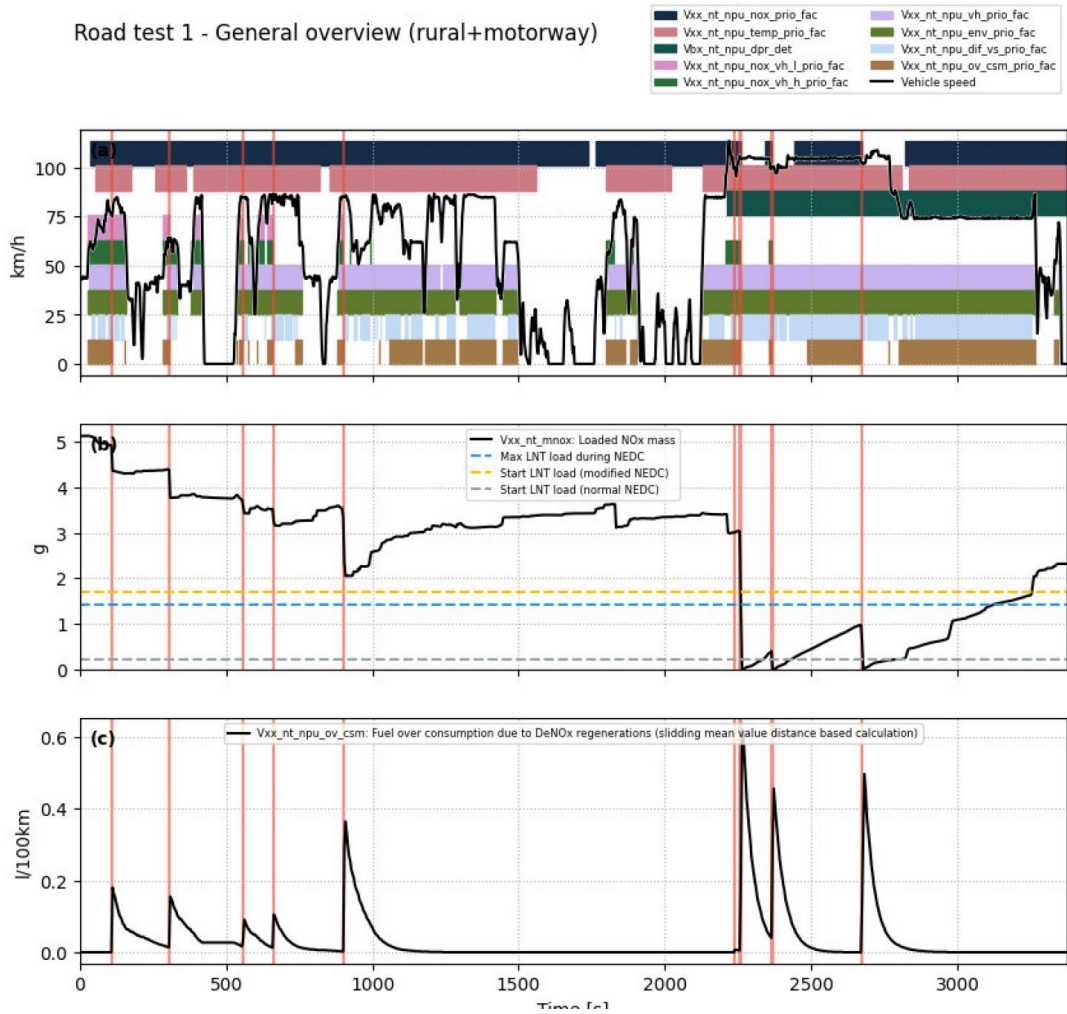 Road test 1 - General overview (rural+motorway)
Vxx_nt_npu_nox_prio_fac
Vxx_nt_npu_temp_prio_fac
Vbx_nt_npu_dpr_det
Vxx_nt_npu_nox_vh_l_prio_fac
Vxx_nt_npu_nox_vh_h_prio_fac
Vxx_nt_npu_vh_prio_fac
Vxx_nt_npu_env_prio_fac
Vxx_nt_npu_dif_vs_prio_fac
Vxx_nt_npu_ov_csm_prio_fac
Vehicle speed
(a)
100
75
50
25
0
km/h
(b)
5
4
3
2
1
0
g
Vxx_nt_mnox: Loaded NOx mass
Max LNT load during NEDC
Start LNT load (modified NEDC)
Start LNT load (normal NEDC)
(c)
Vxx_nt_npu_ov_csm: Fuel over consumption due to DeNOx regenerations (slidding mean value distance based calculation)
0.6
0.4
0.2
0.0
l/100km
0 500 1000 1500 2000 2500 3000
Time [s]